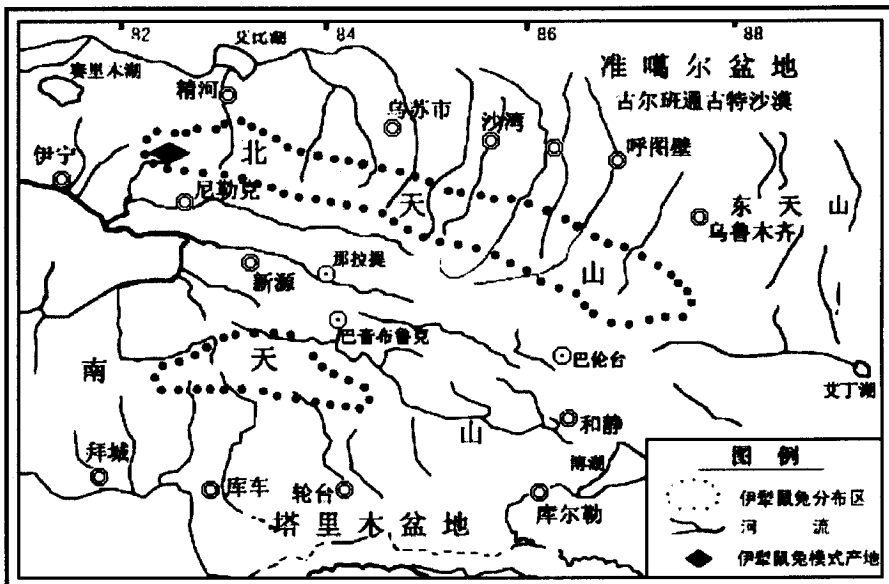 82 84 86 88
艾比湖
赛里木湖
准噶尔盆地
精河
古尔班通古特沙漠
乌苏市
沙湾
呼图壁
伊宁
北
尼勒克
天
东天山
乌鲁木齐
那拉提
新源
山
巴音布鲁克
南
天
巴伦台
艾丁湖
山
和静
拜城
博湖
图例
库车
轮台
库尔勒
伊犁鼠兔分布区
塔里木盆地
河流
伊犁鼠兔模式产地